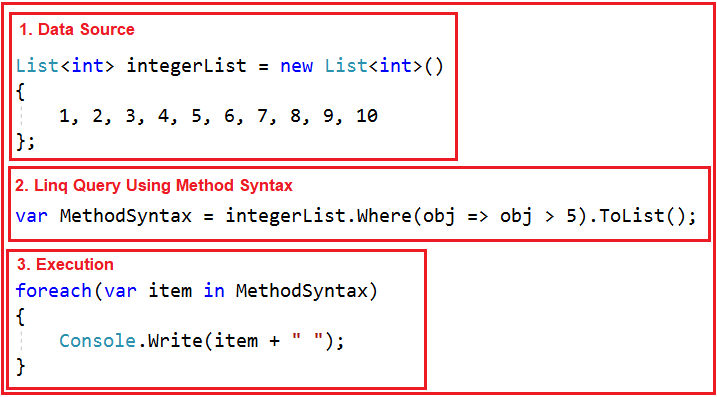 1. Data Source
List<int> integerList = new List<int>()
{
    1, 2, 3, 4, 5, 6, 7, 8, 9, 10
};
2. Linq Query Using Method Syntax
var MethodSyntax = integerList.Where(obj => obj > 5).ToList();
3. Execution
foreach(var item in MethodSyntax)
{
    Console.Write(item + " ");
}